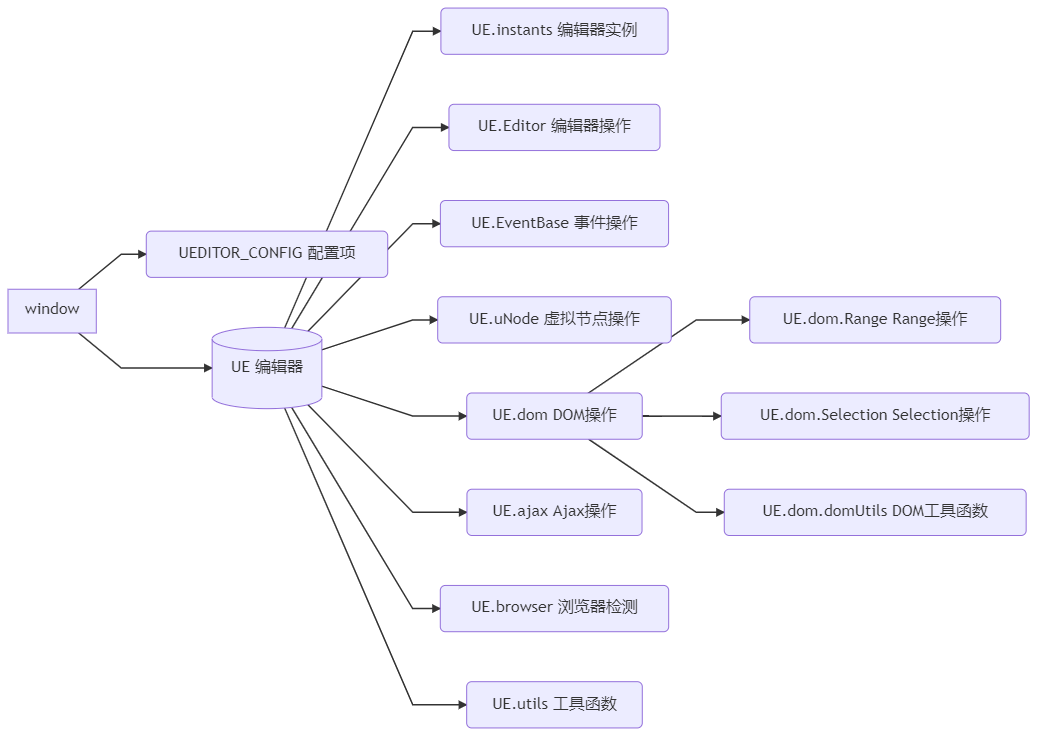 UE.instants 编辑器实例
UE.Editor 编辑器操作
UE.EventBase 事件操作
UEDITOR_CONFIG 配置项
window
UE.uNode 虚拟节点操作
UE.dom.Range Range操作
UE 编辑器
UE.dom DOM操作
UE.dom.Selection Selection操作
UE.ajax Ajax操作
UE.dom.domUtils DOM工具函数
UE.browser 浏览器检测
UE.utils 工具函数